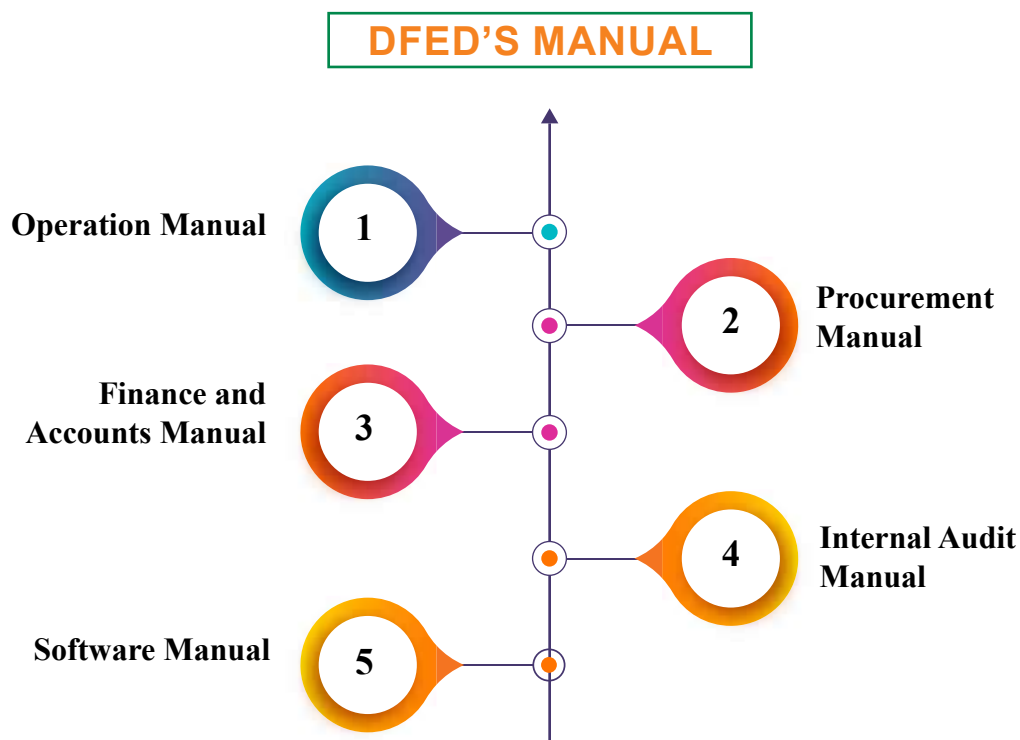 DFED’S MANUAL
Operation Manual
1
2
Procurement
Manual
Finance and
Accounts Manual
3
4
Internal Audit
Manual
Software Manual
5